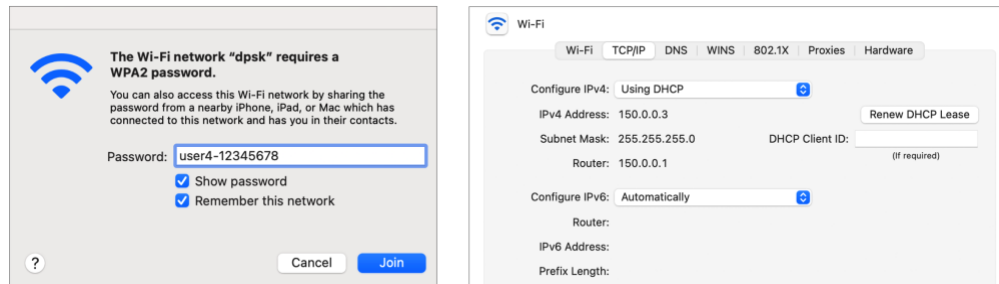 The Wi-Fi network “dpsk” requires a
WPA2 password.
You can also access this Wi-Fi network by sharing the
password from a nearby iPhone, iPad, or Mac which has
connected to this network and has you in their contacts.
Password: user4-12345678
Show password
Remember this network
? Cancel Join
Wi-Fi
Wi-Fi TCP/IP DNS WINS 802.1X Proxies Hardware
Configure IPv4: Using DHCP
IPv4 Address: 150.0.0.3 Renew DHCP Lease
Subnet Mask: 255.255.255.0 DHCP Client ID:
(If required)
Router: 150.0.0.1
Configure IPv6: Automatically
Router:
IPv6 Address:
Prefix Length: